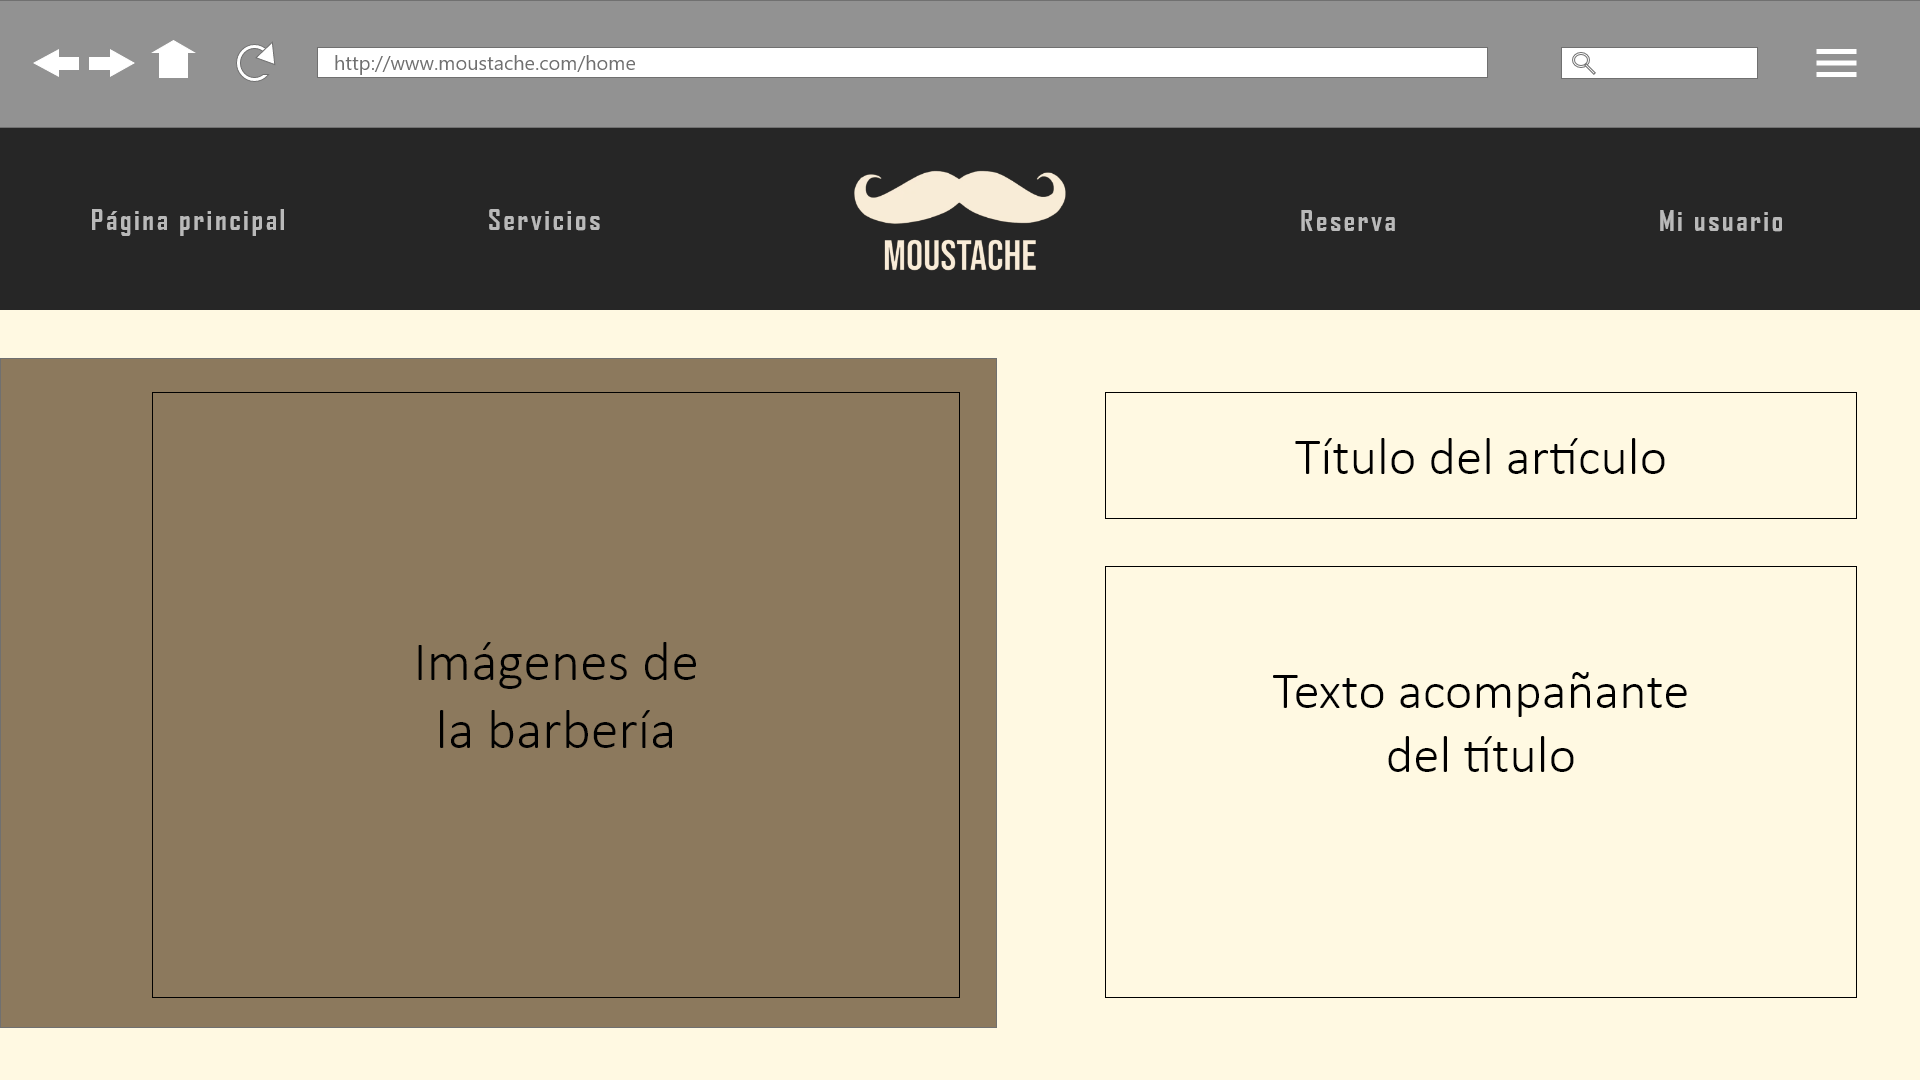 http://www.moustache.com/home
Página principal
Servicios
MOUSTACHE
Reserva
Mi usuario
Imágenes de
la barbería
Título del artículo
Texto acompañante
del título